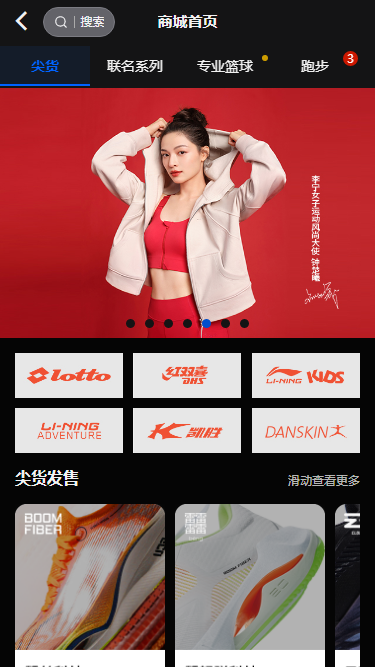 搜索
商城首页
尖货
联名系列
专业篮球
跑步
3
李宁女子运动风尚大使 钟楚曦
lotto
红双喜
DHS
LI-NING
KIDS
LI-NING
ADVENTURE
K 凯胜
DANSKIN
尖货发售
滑动查看更多
BOOM
FIBER